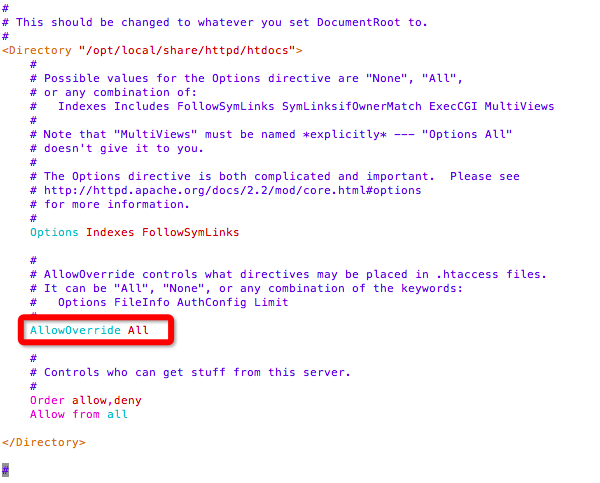 #
# This should be changed to whatever you set DocumentRoot to.
#
<Directory "/opt/local/share/httpd/htdocs">
#
# Possible values for the Options directive are "None", "All",
# or any combination of:
#   Indexes Includes FollowSymLinks SymLinksifOwnerMatch ExecCGI MultiViews
#
# Note that "MultiViews" must be named *explicitly* --- "Options All"
# doesn't give it to you.
#
# The Options directive is both complicated and important.  Please see
# http://httpd.apache.org/docs/2.2/mod/core.html#options
# for more information.
#
Options Indexes FollowSymLinks
#
# AllowOverride controls what directives may be placed in .htaccess files.
# It can be "All", "None", or any combination of the keywords:
#   Options FileInfo AuthConfig Limit
#
AllowOverride All
#
# Controls who can get stuff from this server.
#
Order allow,deny
Allow from all
</Directory>
#